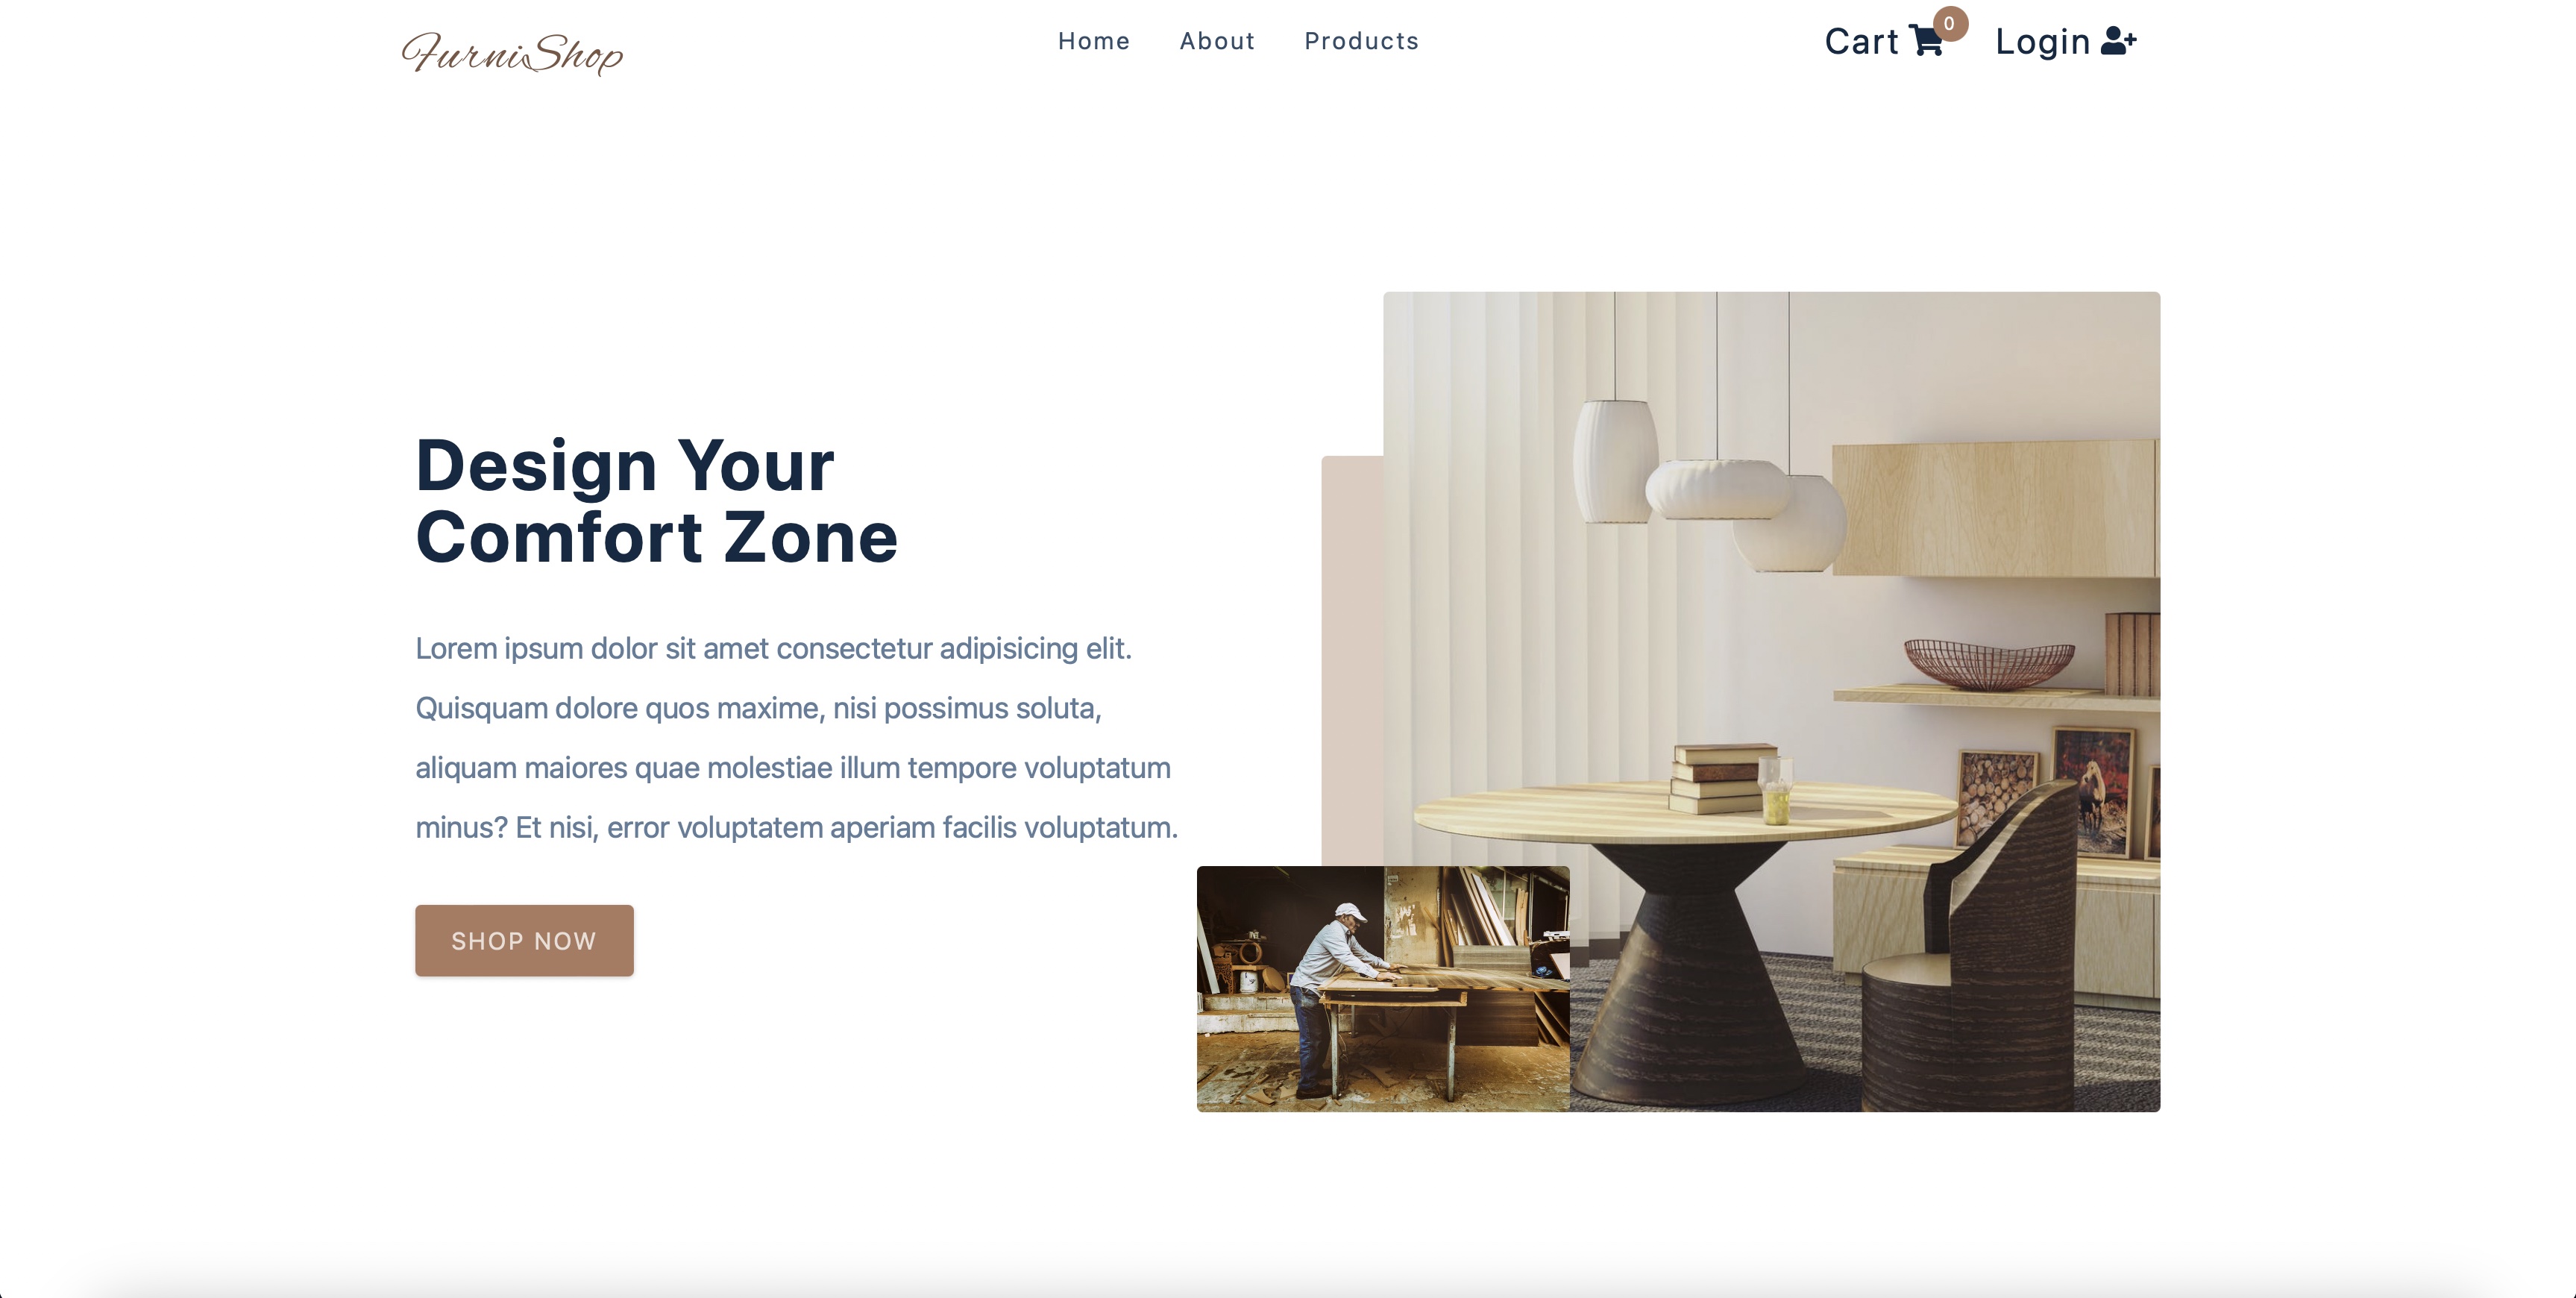 FurniShop
Home About Products
Cart 0 Login
Design Your
Comfort Zone
Lorem ipsum dolor sit amet consectetur adipisicing elit.
Quisquam dolore quos maxime, nisi possimus soluta,
aliquam maiores quae molestiae illum tempore voluptatum
minus? Et nisi, error voluptatem aperiam facilis voluptatum.
SHOP NOW